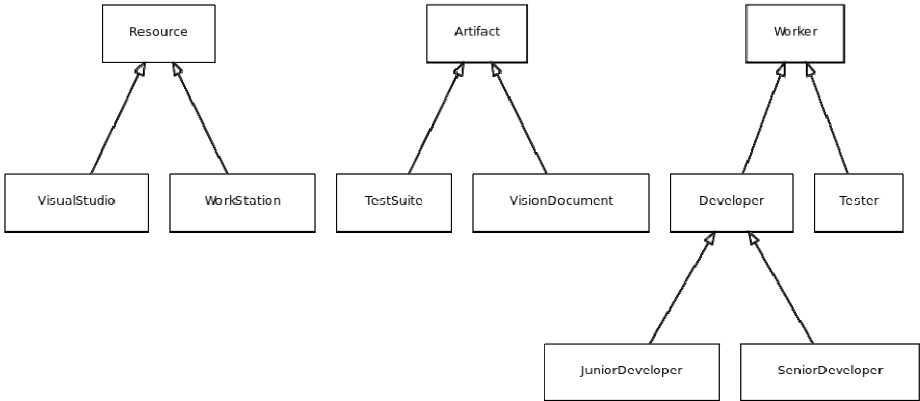 Resource
Artifact
Worker
VisualStudio
WorkStation
TestSuite
VisionDocument
Developer
Tester
JuniorDeveloper
SeniorDeveloper